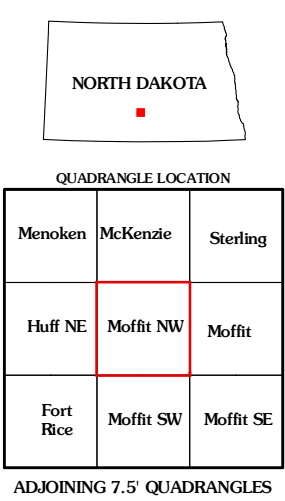 NORTH DAKOTA
QUADRANGLE LOCATION
Menoken McKenzie Sterling
Huff NE Moffit NW Moffit
Fort
Rice
Moffit SW Moffit SE
ADJOINING 7.5' QUADRANGLES